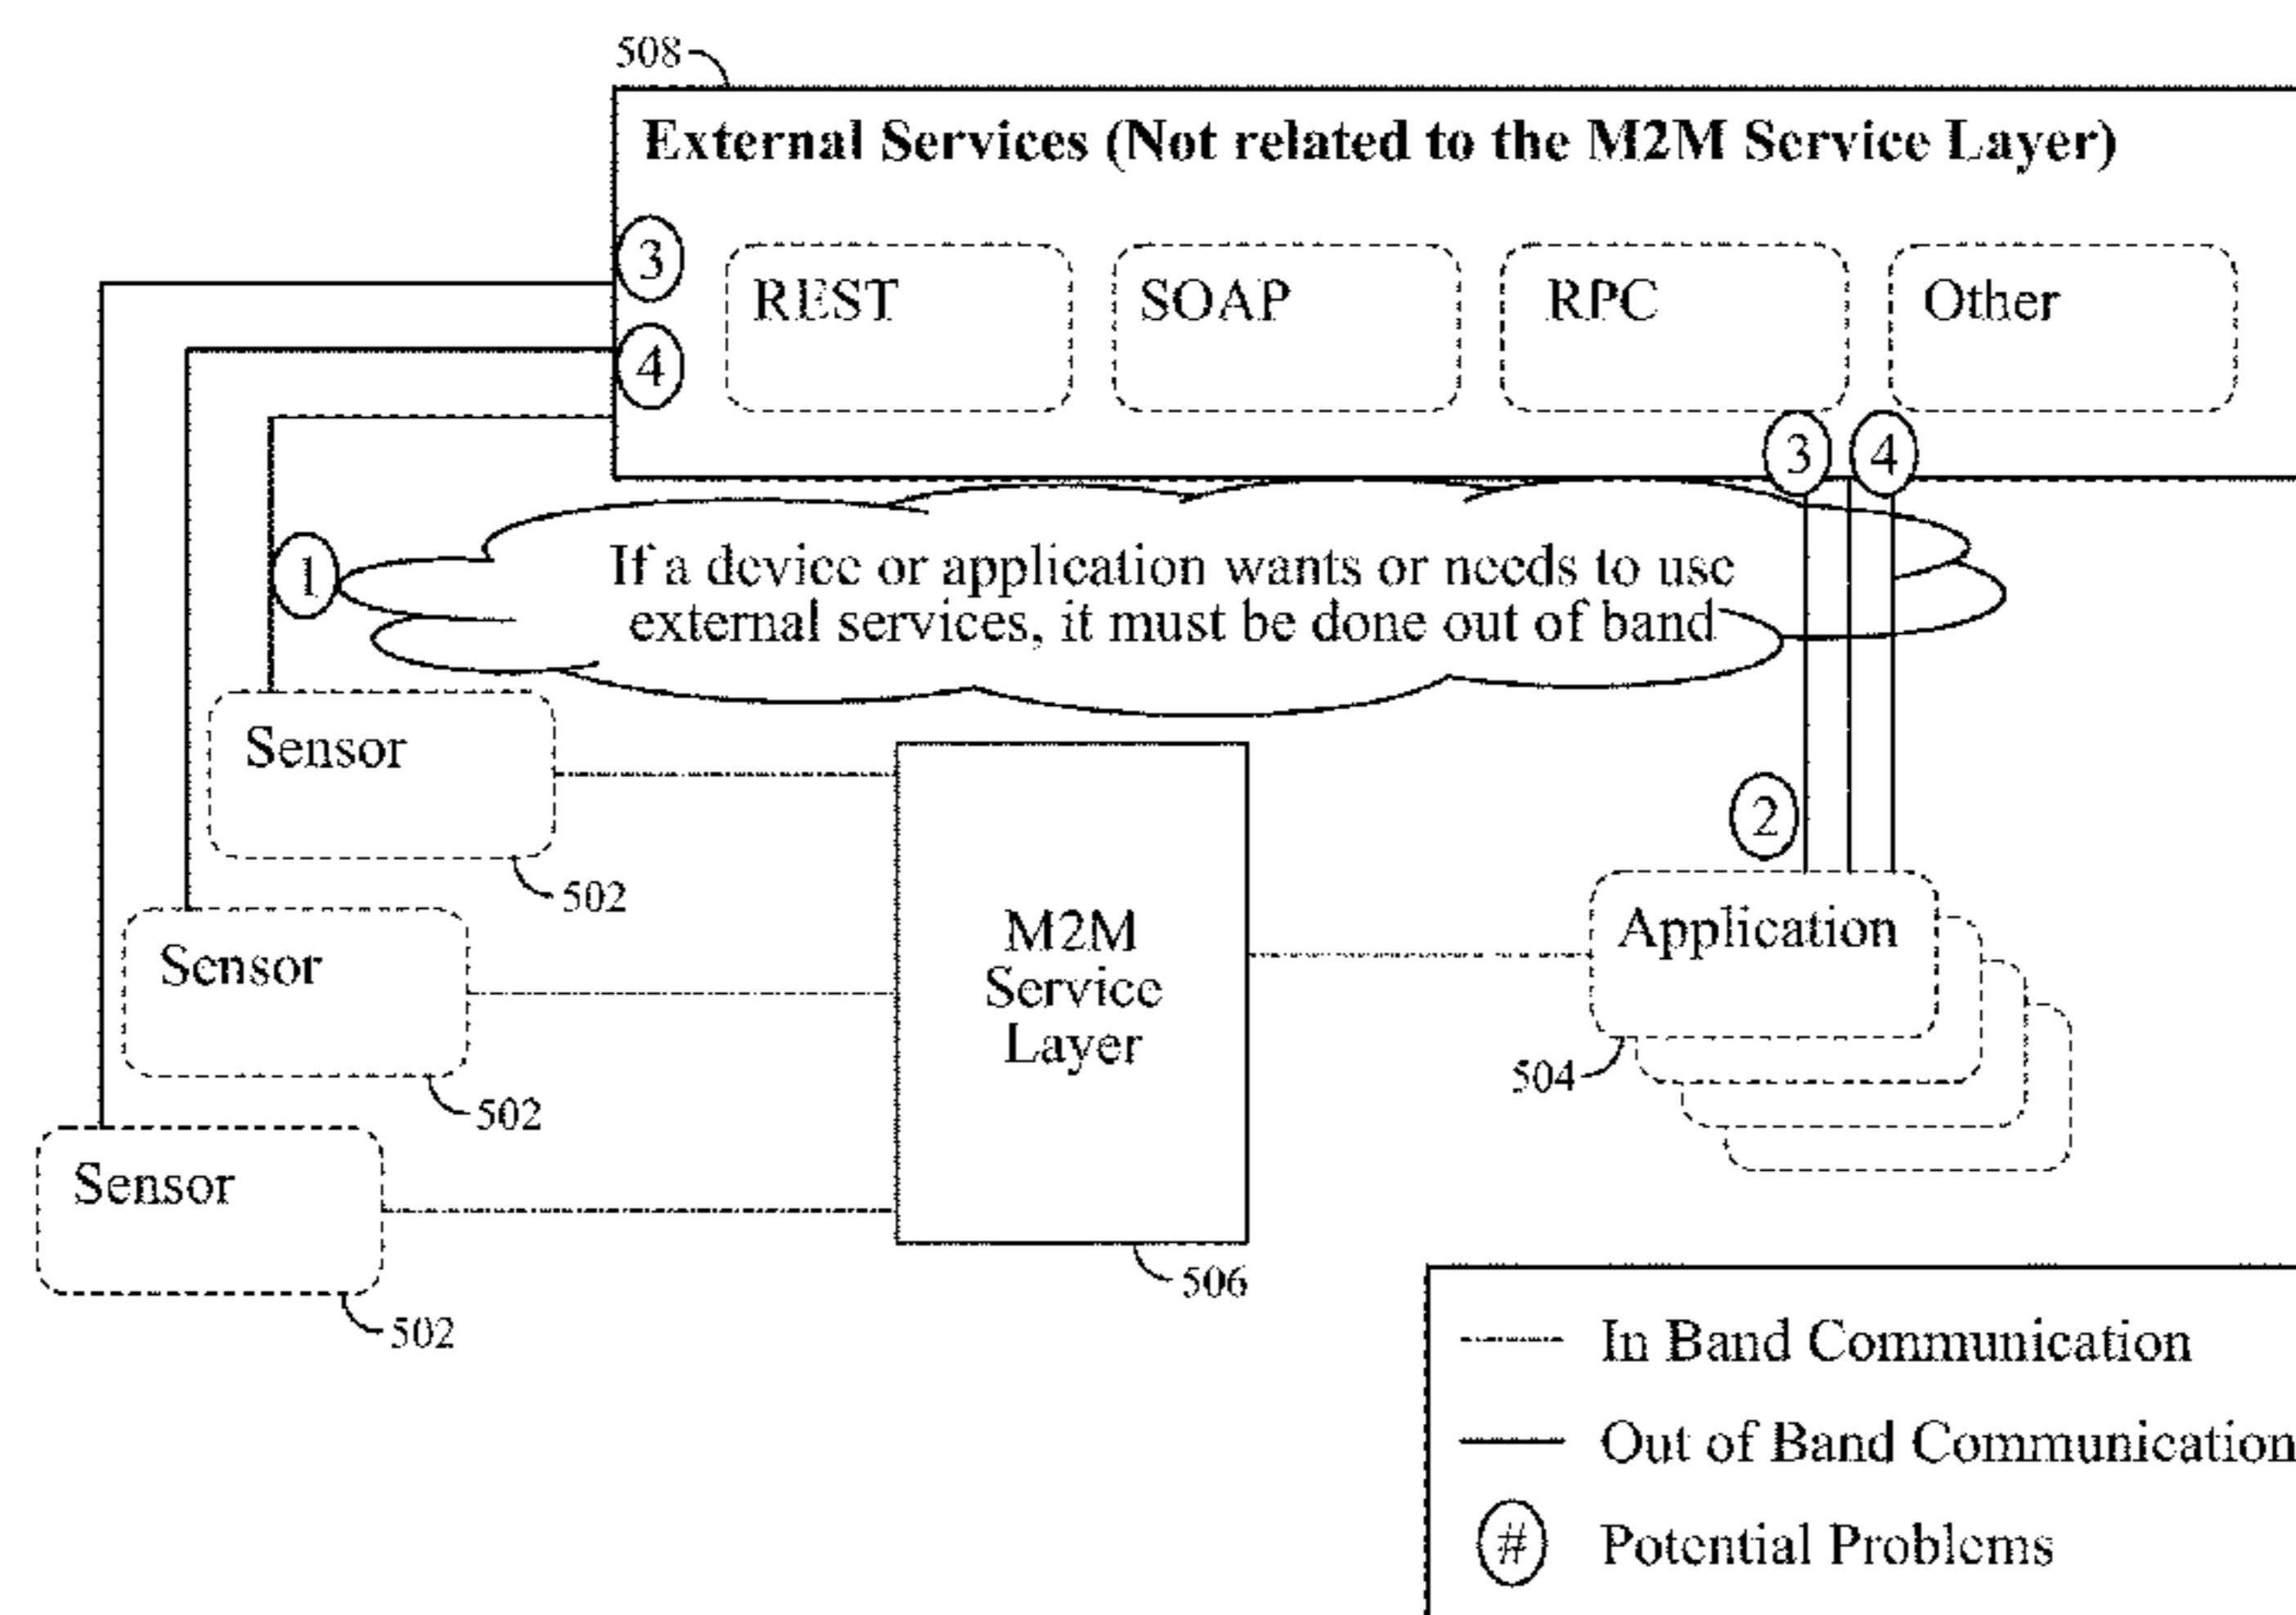 508
External Services (Not related to the M2M Service Layer)
3
REST
SOAP
RPC
Other
4
3
4
1
If a device or application wants or needs to use
external services, it must be done out of band
Sensor
2
502
Sensor
M2M
Service
Layer
Application
504
502
Sensor
506
502
In Band Communication
Out of Band Communication
# Potential Problems